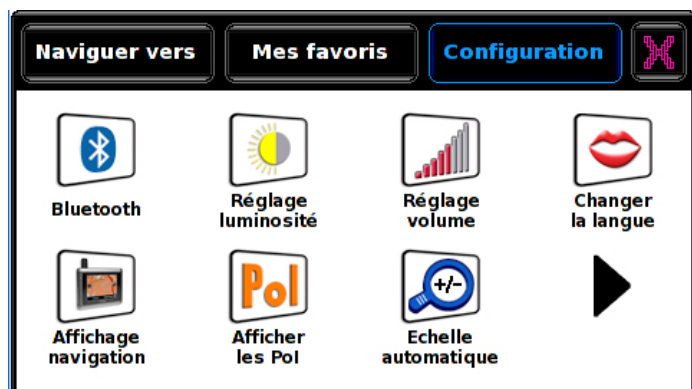 Naviguer vers
Mes favoris
Configuration
Bluetooth
Réglage
luminosité
Réglage
volume
Changer
la langue
PoI
+/-
Affichage
navigation
Afficher
les PoI
Echelle
automatique